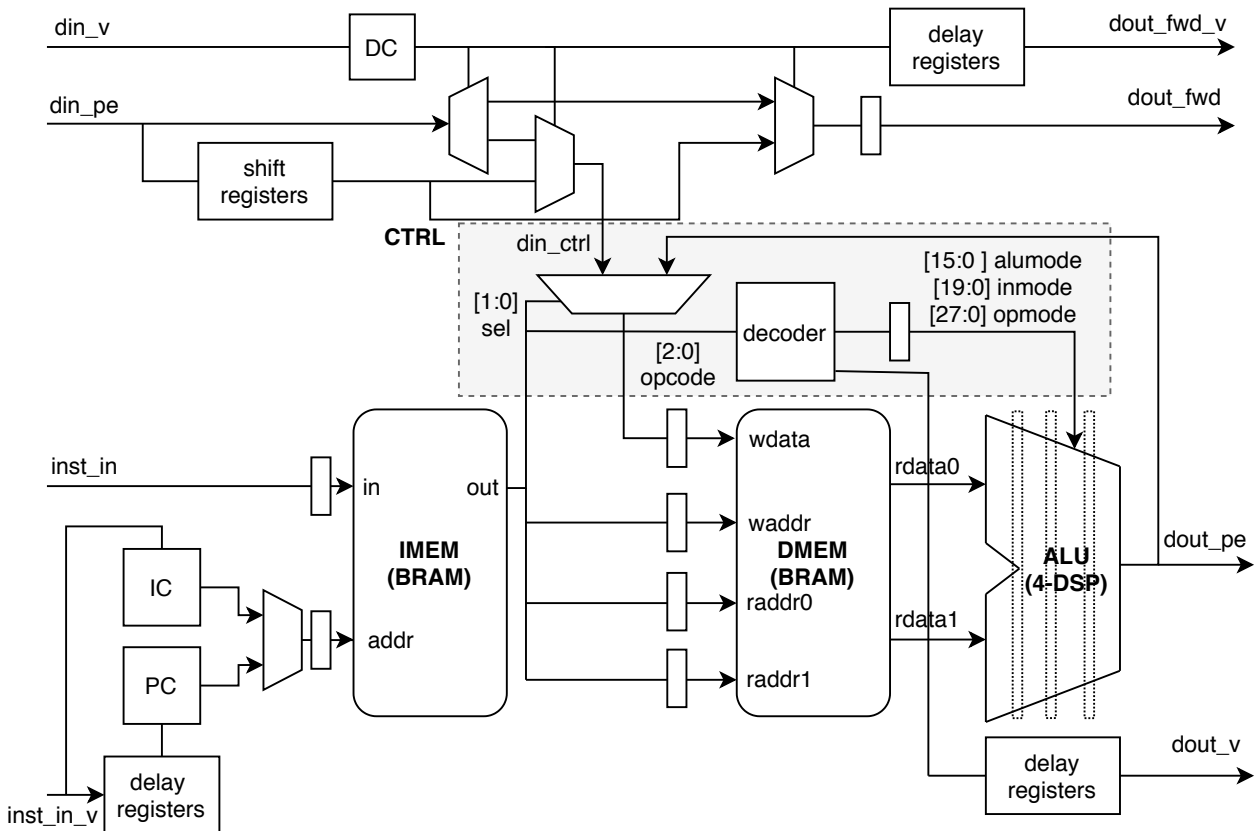 din_v
DC
delay
registers
dout_fwd_v
din_pe
dout_fwd
shift
registers
CTRL
din_ctrl
[15:0 ] alumode
[19:0] inmode
[27:0] opmode
[1:0]
sel
decoder
[2:0]
opcode
inst_in
in
out
IMEM
(BRAM)
addr
wdata
waddr
DMEM
(BRAM)
raddr0
raddr1
rdata0
rdata1
ALU
(4-DSP)
dout_pe
IC
PC
delay
registers
inst_in_v
delay
registers
dout_v